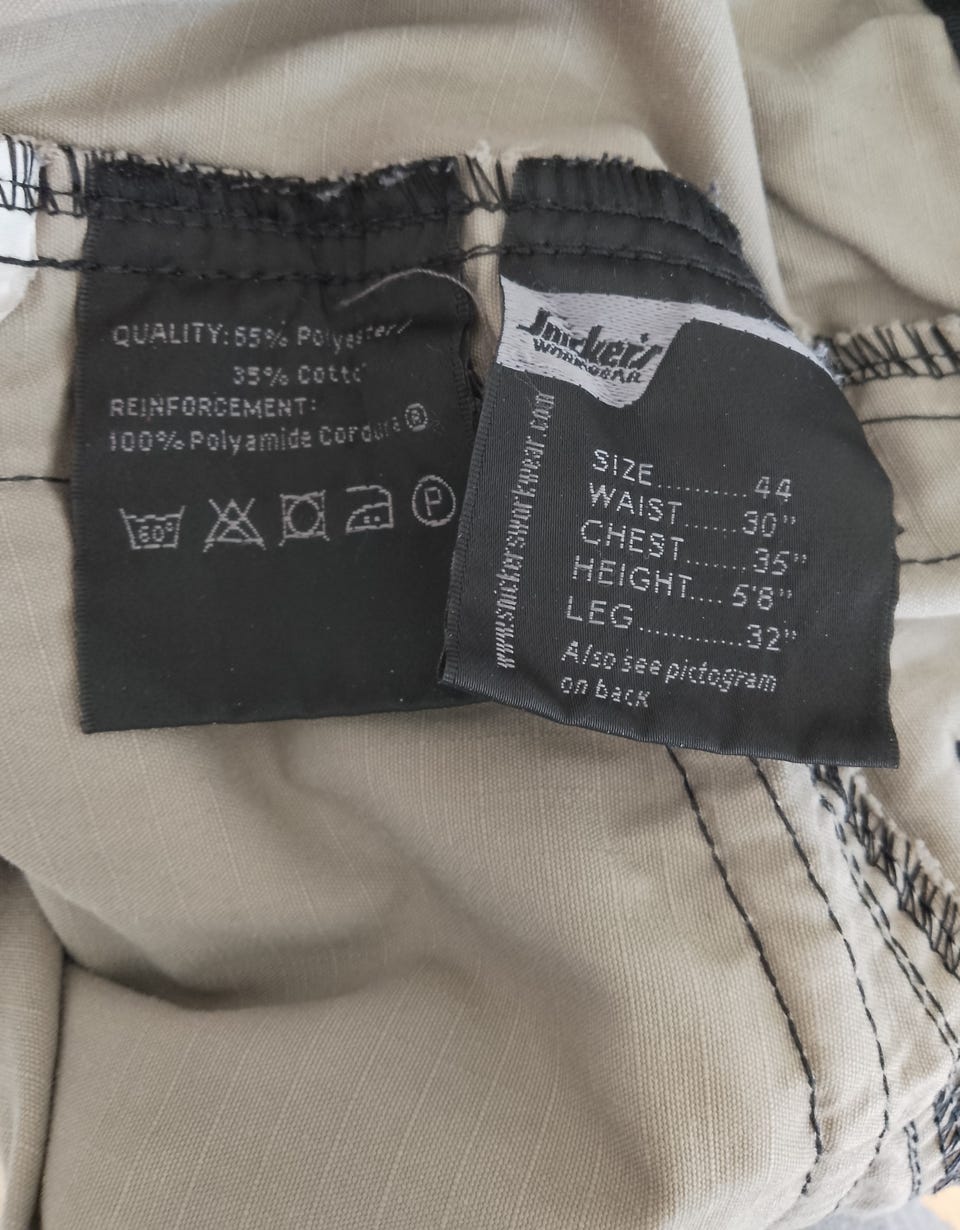 QUALITY: 65% Polyester/
35% Cotto
REINFORCEMENT:
100% Polyamide Cordura®
60°
P
Snickers
WORKWEAR
www.snickersworkwear.com
SIZE..........44
WAIST......30"
CHEST.......35"
HEIGHT....5'8"
LEG............32"
Also see pictogram
on back